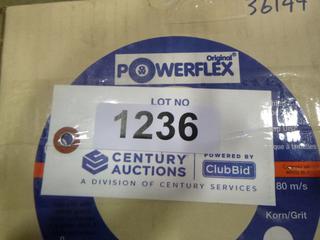 36144
Original®
POWERFLEX
LOT NO
1236
CENTURY AUCTIONS
POWERED BY
ClubBid
A DIVISION OF CENTURY SERVICES
80 m/s
Korn/Grit